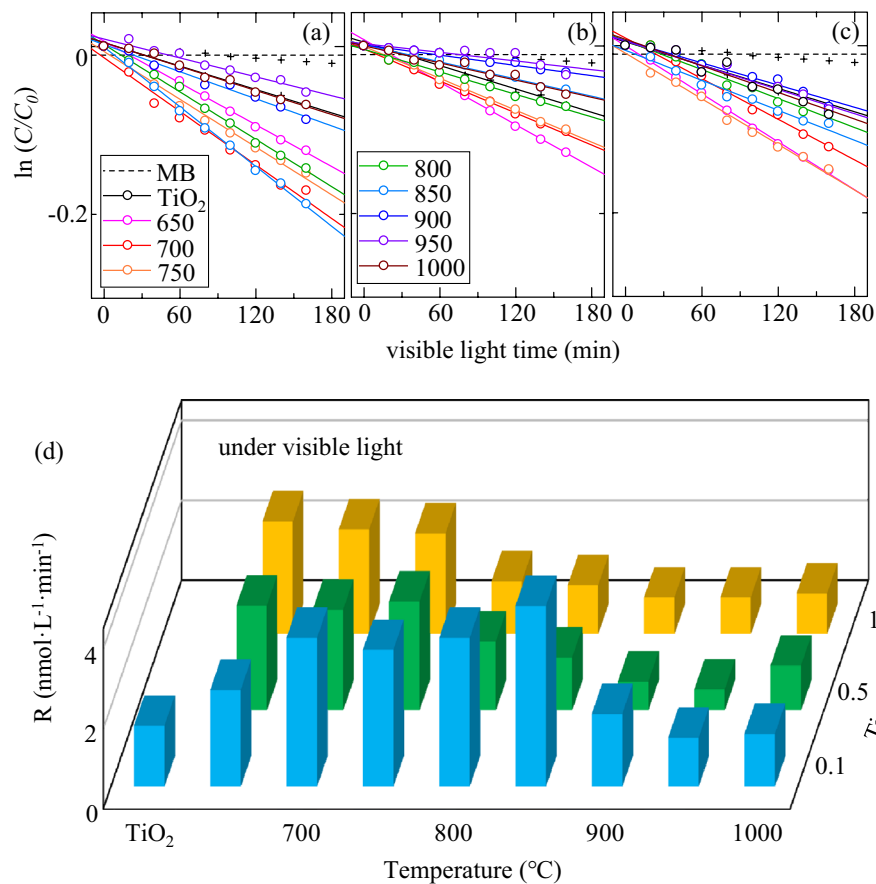 (a)
(b)
(c)
0
-0.2
ln (C/C₀)
MB
TiO₂
650
700
750
800
850
900
950
1000
0 60 120 180 0 60 120 180 0 60 120 180
visible light time (min)
(d)
under visible light
R (nmol·L⁻¹·min⁻¹)
4
2
0
1
0.5
0.1
TiO₂ 700 800 900 1000
Temperature (℃)